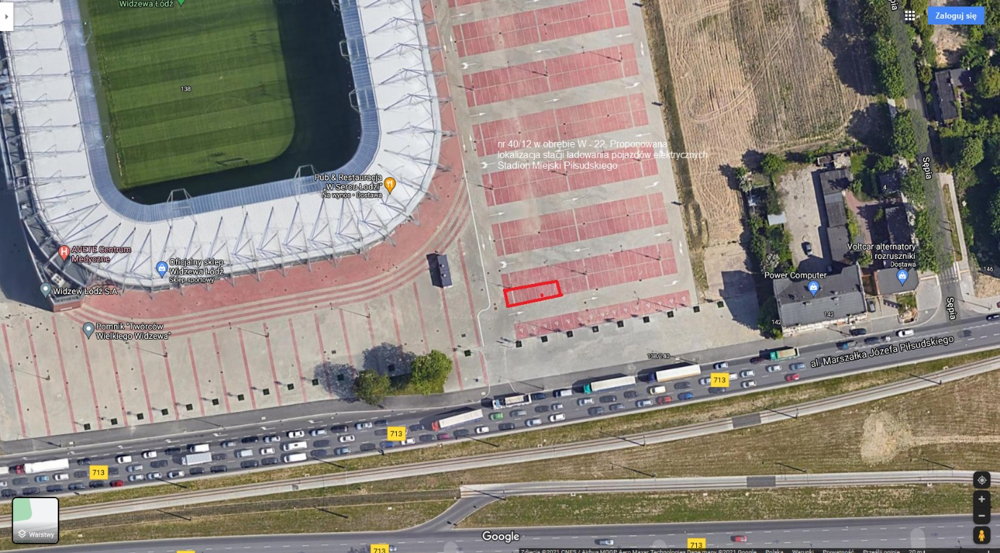 Widzewa Łódź
Zaloguj się
Sępia
138
1
nr 40/12 w obrębie W - 22, Proponowana
lokalizacja stacji ładowania pojazdów elektrycznych
Stadion Miejski Piłsudskiego
Pub & Restauracja
„W Sercu Łodzi"
Na wynos • Dostawa
Sępia
4
AVETE Centrum
Medyczne
Oficjalny sklep
Widzewa Łódź
Sklep sportowy
Widzew Łódź S.A
Voltcar alternatory
i rozruszniki
Dostawa
Power Computer
146
142
142
Sępia
Pomnik "Twórców
Wielkiego Widzewa"
138/140
al. Marszałka Józefa Piłsudskiego
713
713
713
Warstwy
Google
713
713
Zdjęcia ©2021 CNES / Airbus, MGGP Aero, Maxar Technologies, Dane mapy ©2021 Google
Polska
Warunki
Prywatność
Prześlij opinię
20 m